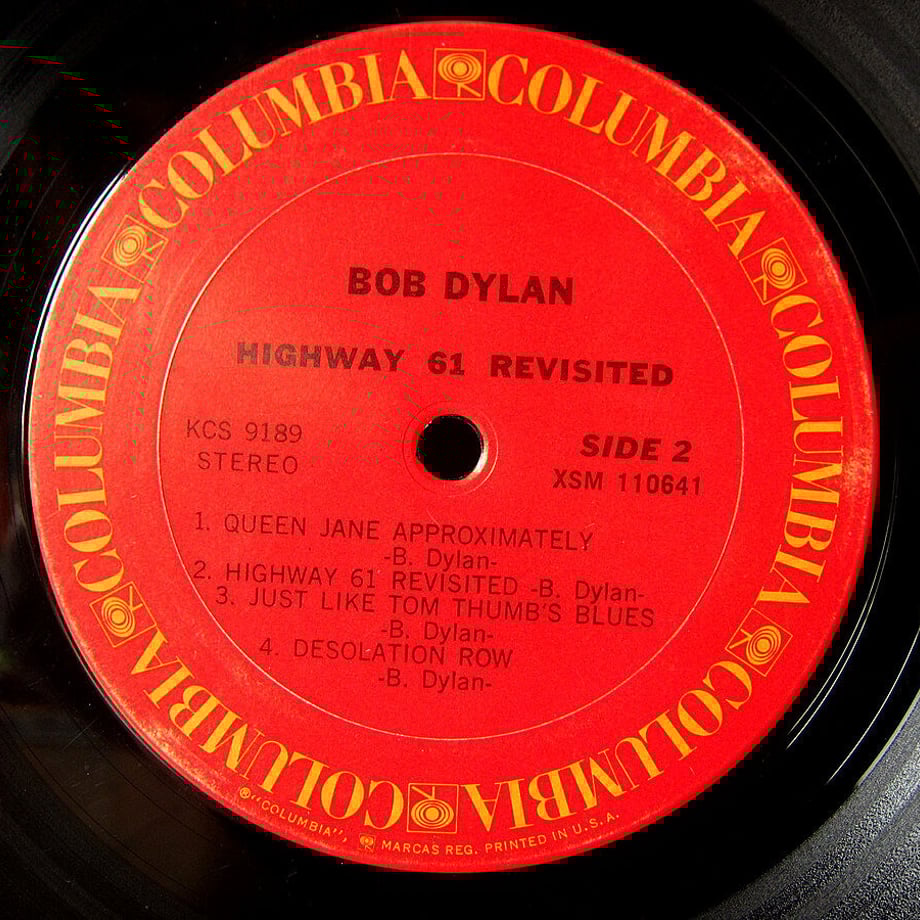 COLUMBIA COLUMBIA COLUMBIA COLUMBIA COLUMBIA COLUMBIA
BOB DYLAN
HIGHWAY 61 REVISITED
KCS 9189
STEREO
SIDE 2
XSM 110641
1. QUEEN JANE APPROXIMATELY
-B. Dylan-
2. HIGHWAY 61 REVISITED -B. Dylan-
3. JUST LIKE TOM THUMB'S BLUES
-B. Dylan-
4. DESOLATION ROW
-B. Dylan-
®"COLUMBIA", MARCAS REG. PRINTED IN U.S.A.